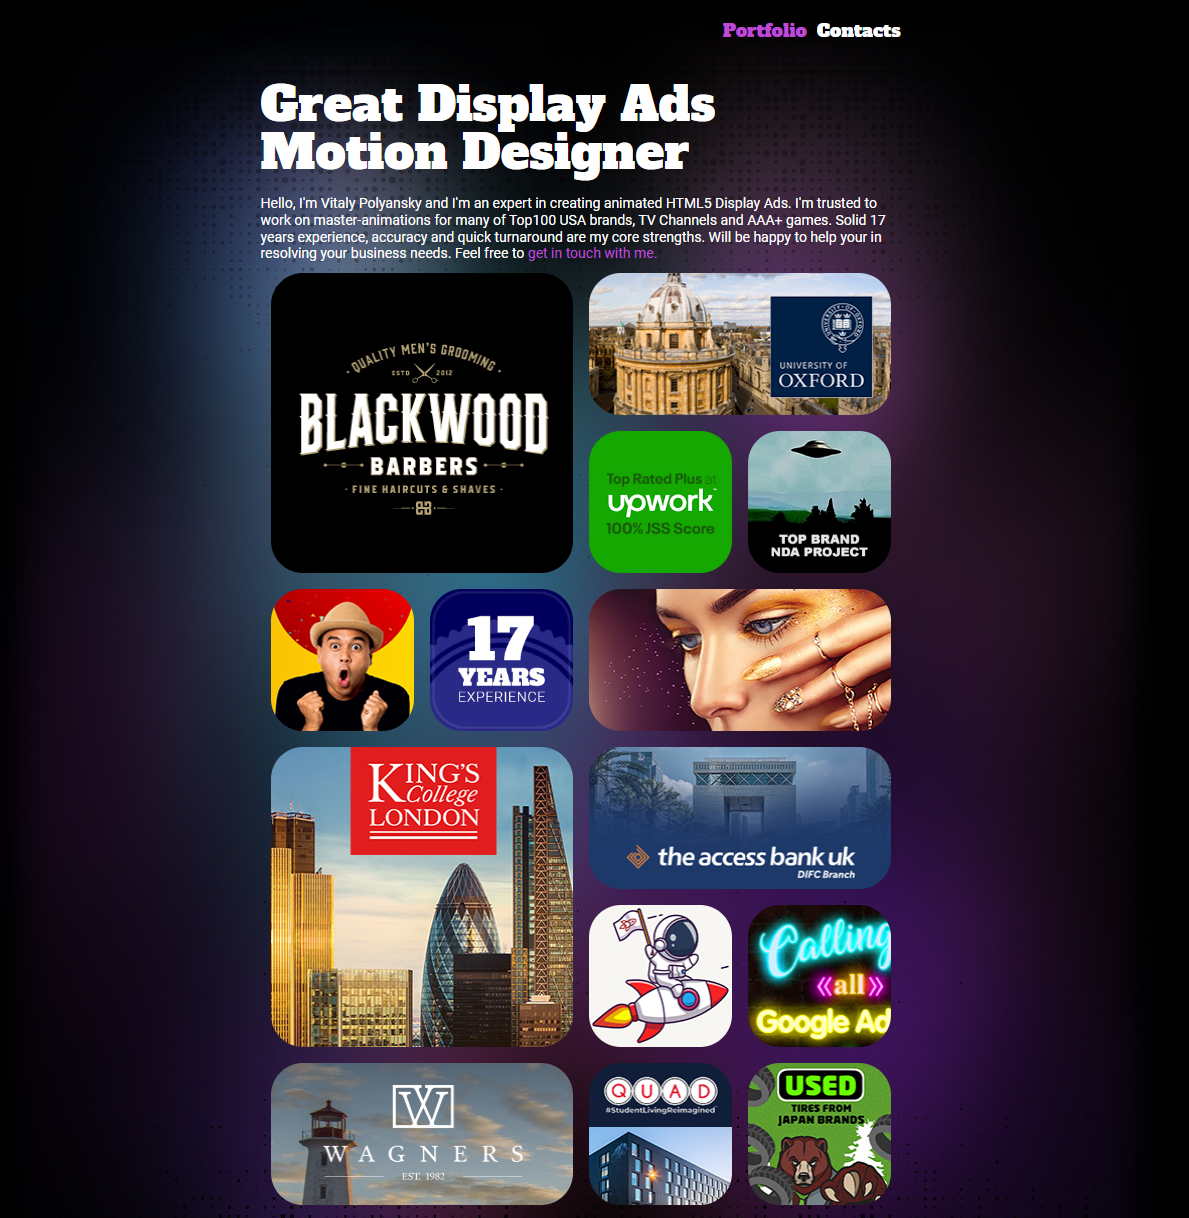 Portfolio Contacts
Great Display Ads
Motion Designer
Hello, I'm Vitaly Polyansky and I'm an expert in creating animated HTML5 Display Ads. I'm trusted to
work on master-animations for many of Top100 USA brands, TV Channels and AAA+ games. Solid 17
years experience, accuracy and quick turnaround are my core strengths. Will be happy to help your in
resolving your business needs. Feel free to get in touch with me.
· QUALITY MEN'S GROOMING ·
ESTD 2012
BLACKWOOD
BARBERS
· FINE HAIRCUTS & SHAVES ·
UNIVERSITY OF
OXFORD
Top Rated Plus at
upwork
100% JSS Score
TOP BRAND
NDA PROJECT
17
YEARS
EXPERIENCE
KING'S
College
LONDON
the access bank uk
DIFC Branch
Calling
«all»
Google Ad
W
WAGNERS
EST. 1982
QUAD
#StudentLivingReimagined
USED
TIRES FROM
JAPAN BRANDS